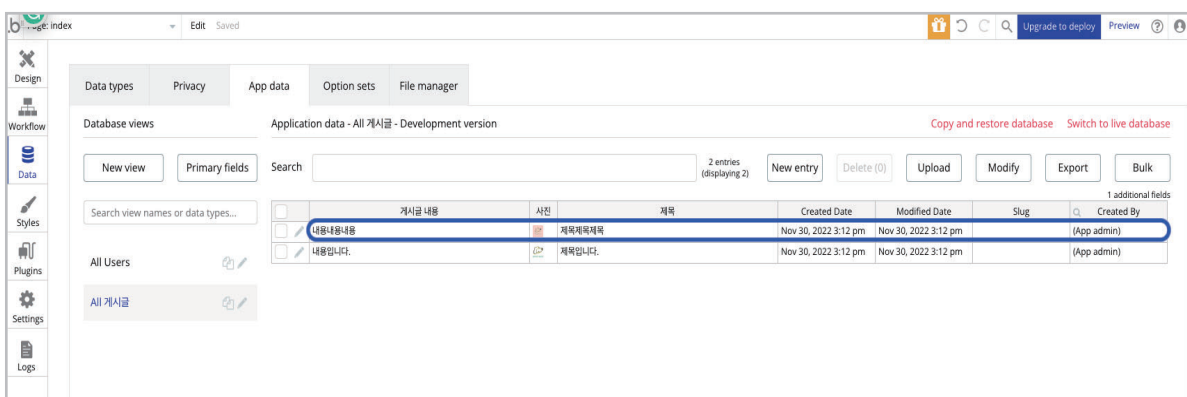 Page: index Edit Saved Upgrade to deploy Preview
Design
Workflow
Data
Styles
Plugins
Settings
Logs
Data types Privacy App data Option sets File manager
Database views
New view Primary fields
Search view names or data types...
All Users
All 게시글
Application data - All 게시글 - Development version Copy and restore database Switch to live database
Search 2 entries
(displaying 2) New entry Delete (0) Upload Modify Export Bulk
1 additional fields
게시글 내용 사진 제목 Created Date Modified Date Slug Created By
내용내용내용 제목제목제목 Nov 30, 2022 3:12 pm Nov 30, 2022 3:12 pm (App admin)
내용입니다. 제목입니다. Nov 30, 2022 3:12 pm Nov 30, 2022 3:12 pm (App admin)